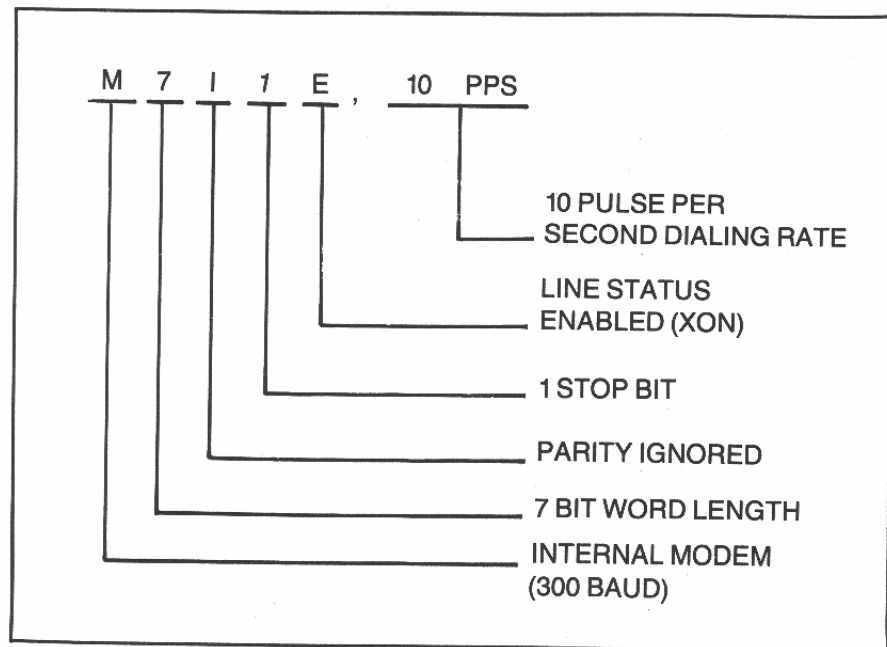 M 7 I 1 E , 10 PPS
10 PULSE PER
SECOND DIALING RATE
LINE STATUS
ENABLED (XON)
1 STOP BIT
PARITY IGNORED
7 BIT WORD LENGTH
INTERNAL MODEM
(300 BAUD)